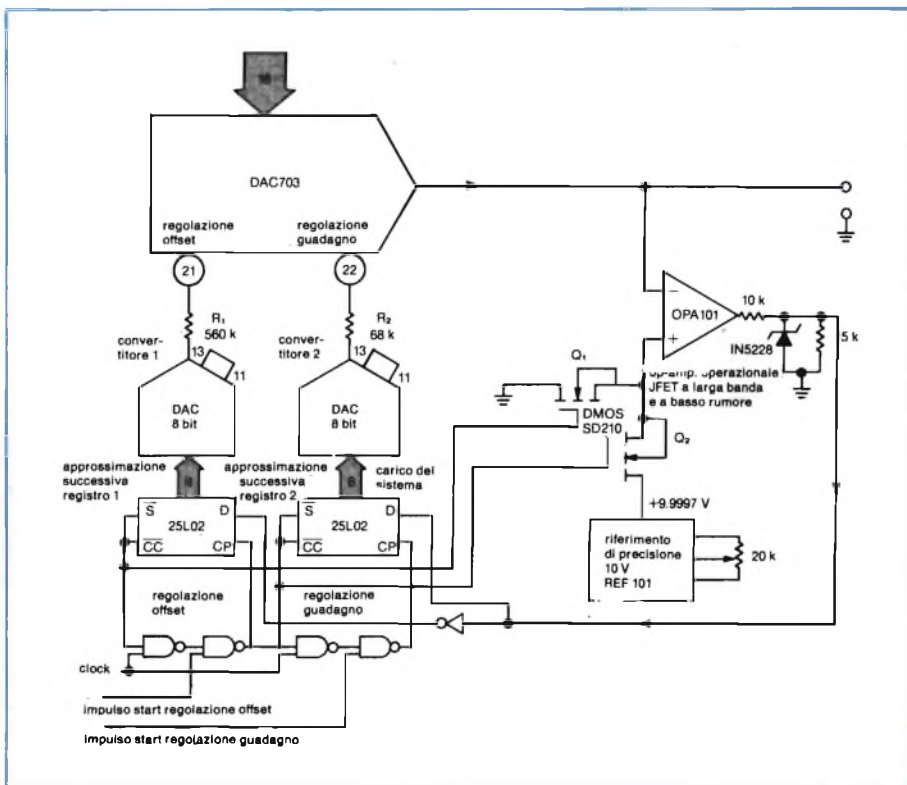 DAC703
regolazione
offset
regolazione
guadagno
21
22
R₁
560 k
R₂
68 k
conver-
titore 1
13
11
conver-
titore 2
13
11
DAC
8 bit
DAC
8 bit
approssimazione
successiva
registro 1
8
approssimazione
successiva
registro 2
8
carico del
sistema
S̅ D
25L02
C̅C̅ CP
S̅ D
25L02
C̅C̅ CP
regolazione
offset
regolazione
guadagno
clock
impulso start regolazione offset
impulso start regolazione guadagno
−
+
OPA101
10 k
IN5228
5 k
op-amp. operazionale
JFET a larga banda
e a basso rumore
Q₁
DMOS
SD210
Q₂
+9.9997 V
riferimento
di precisione
10 V
REF 101
20 k